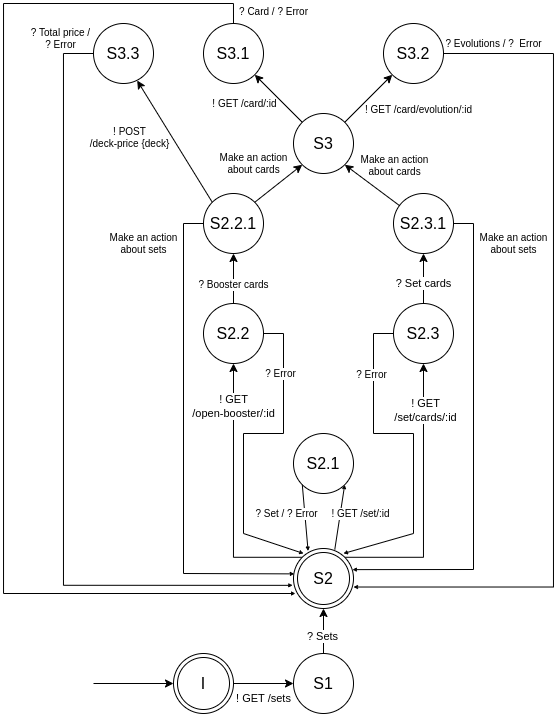 ? Card / ? Error
? Total price /
? Error
S3.3
S3.1
S3.2
? Evolutions / ? Error
! GET /card/:id
! GET /card/evolution/:id
! POST
/deck-price {deck}
S3
Make an action
about cards
Make an action
about cards
S2.2.1
S2.3.1
Make an action
about sets
Make an action
about sets
? Booster cards
? Set cards
S2.2
S2.3
? Error
? Error
! GET
/open-booster/:id
! GET
/set/cards/:id
S2.1
? Set / ? Error
! GET /set/:id
S2
? Sets
I
! GET /sets
S1